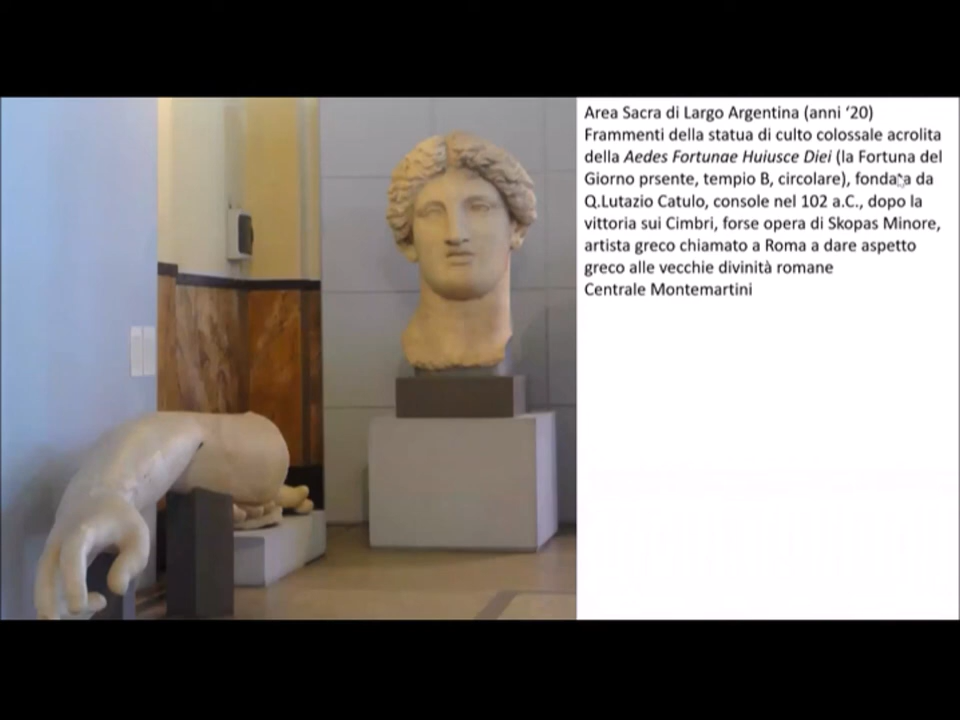 Area Sacra di Largo Argentina (anni ‘20)
Frammenti della statua di culto colossale acrolita
della Aedes Fortunae Huiusce Diei (la Fortuna del
Giorno prsente, tempio B, circolare), fondata da
Q.Lutazio Catulo, console nel 102 a.C., dopo la
vittoria sui Cimbri, forse opera di Skopas Minore,
artista greco chiamato a Roma a dare aspetto
greco alle vecchie divinità romane
Centrale Montemartini